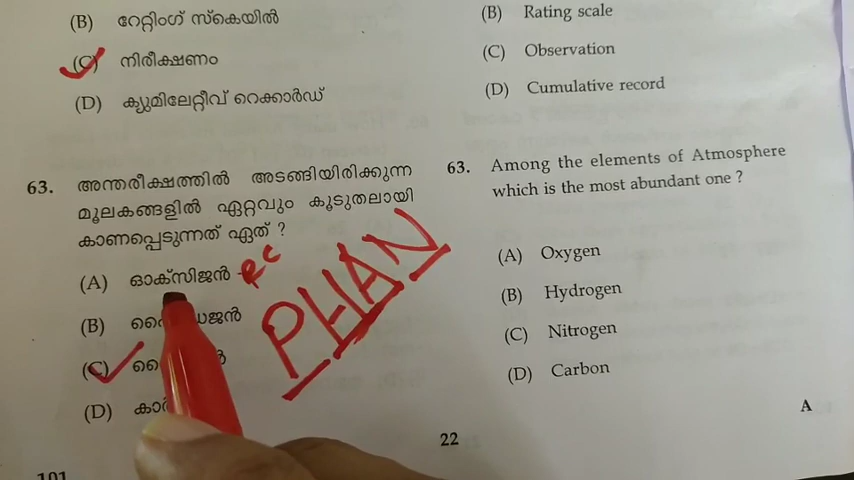 (B) റേറ്റിംഗ് സ്കെയിൽ
(C) നിരീക്ഷണം
(D) ക്യുമിലേറ്റീവ് റെക്കാർഡ്
63. അന്തരീക്ഷത്തിൽ അടങ്ങിയിരിക്കുന്ന
മൂലകങ്ങളിൽ ഏറ്റവും കൂടുതലായി
കാണപ്പെടുന്നത് ഏത് ?
(A) ഓക്സിജൻ
(B)
(C)
(D)
PHAN
(B) Rating scale
(C) Observation
(D) Cumulative record
63. Among the elements of Atmosphere
which is the most abundant one ?
(A) Oxygen
(B) Hydrogen
(C) Nitrogen
(D) Carbon
A
22
101